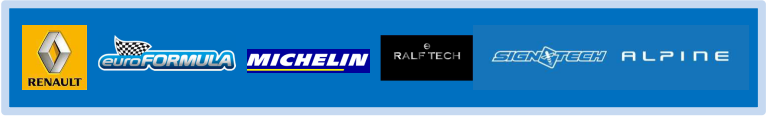 RENAULT
euroFORMULA
MICHELIN
e
RALF TECH
SIGNATECH ALPINE